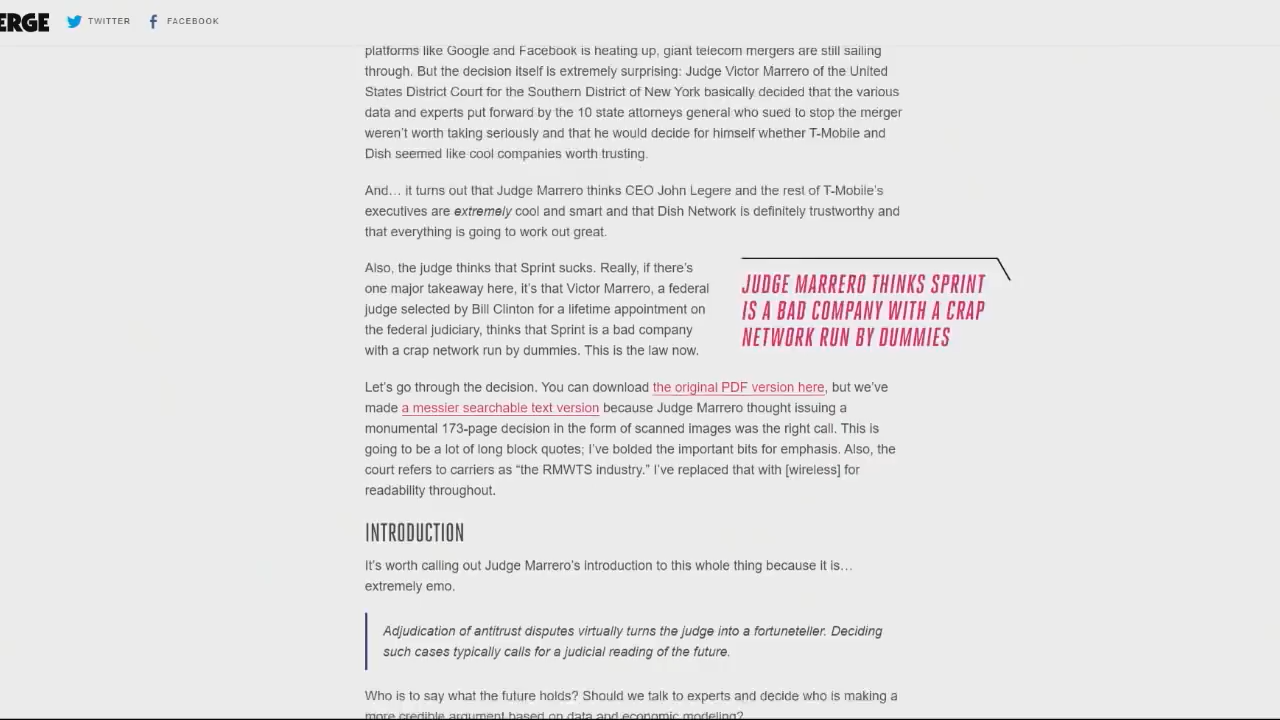 ERGE TWITTER FACEBOOK
platforms like Google and Facebook is heating up, giant telecom mergers are still sailing
through. But the decision itself is extremely surprising: Judge Victor Marrero of the United
States District Court for the Southern District of New York basically decided that the various
data and experts put forward by the 10 state attorneys general who sued to stop the merger
weren’t worth taking seriously and that he would decide for himself whether T-Mobile and
Dish seemed like cool companies worth trusting.
And… it turns out that Judge Marrero thinks CEO John Legere and the rest of T-Mobile’s
executives are extremely cool and smart and that Dish Network is definitely trustworthy and
that everything is going to work out great.
Also, the judge thinks that Sprint sucks. Really, if there’s
one major takeaway here, it’s that Victor Marrero, a federal
judge selected by Bill Clinton for a lifetime appointment on
the federal judiciary, thinks that Sprint is a bad company
with a crap network run by dummies. This is the law now.
JUDGE MARRERO THINKS SPRINT
IS A BAD COMPANY WITH A CRAP
NETWORK RUN BY DUMMIES
Let’s go through the decision. You can download the original PDF version here, but we’ve
made a messier searchable text version because Judge Marrero thought issuing a
monumental 173-page decision in the form of scanned images was the right call. This is
going to be a lot of long block quotes; I’ve bolded the important bits for emphasis. Also, the
court refers to carriers as “the RMWTS industry.” I’ve replaced that with [wireless] for
readability throughout.
INTRODUCTION
It’s worth calling out Judge Marrero’s introduction to this whole thing because it is…
extremely emo.
Adjudication of antitrust disputes virtually turns the judge into a fortuneteller. Deciding
such cases typically calls for a judicial reading of the future.
Who is to say what the future holds? Should we talk to experts and decide who is making a
more credible argument based on data and economic modeling?